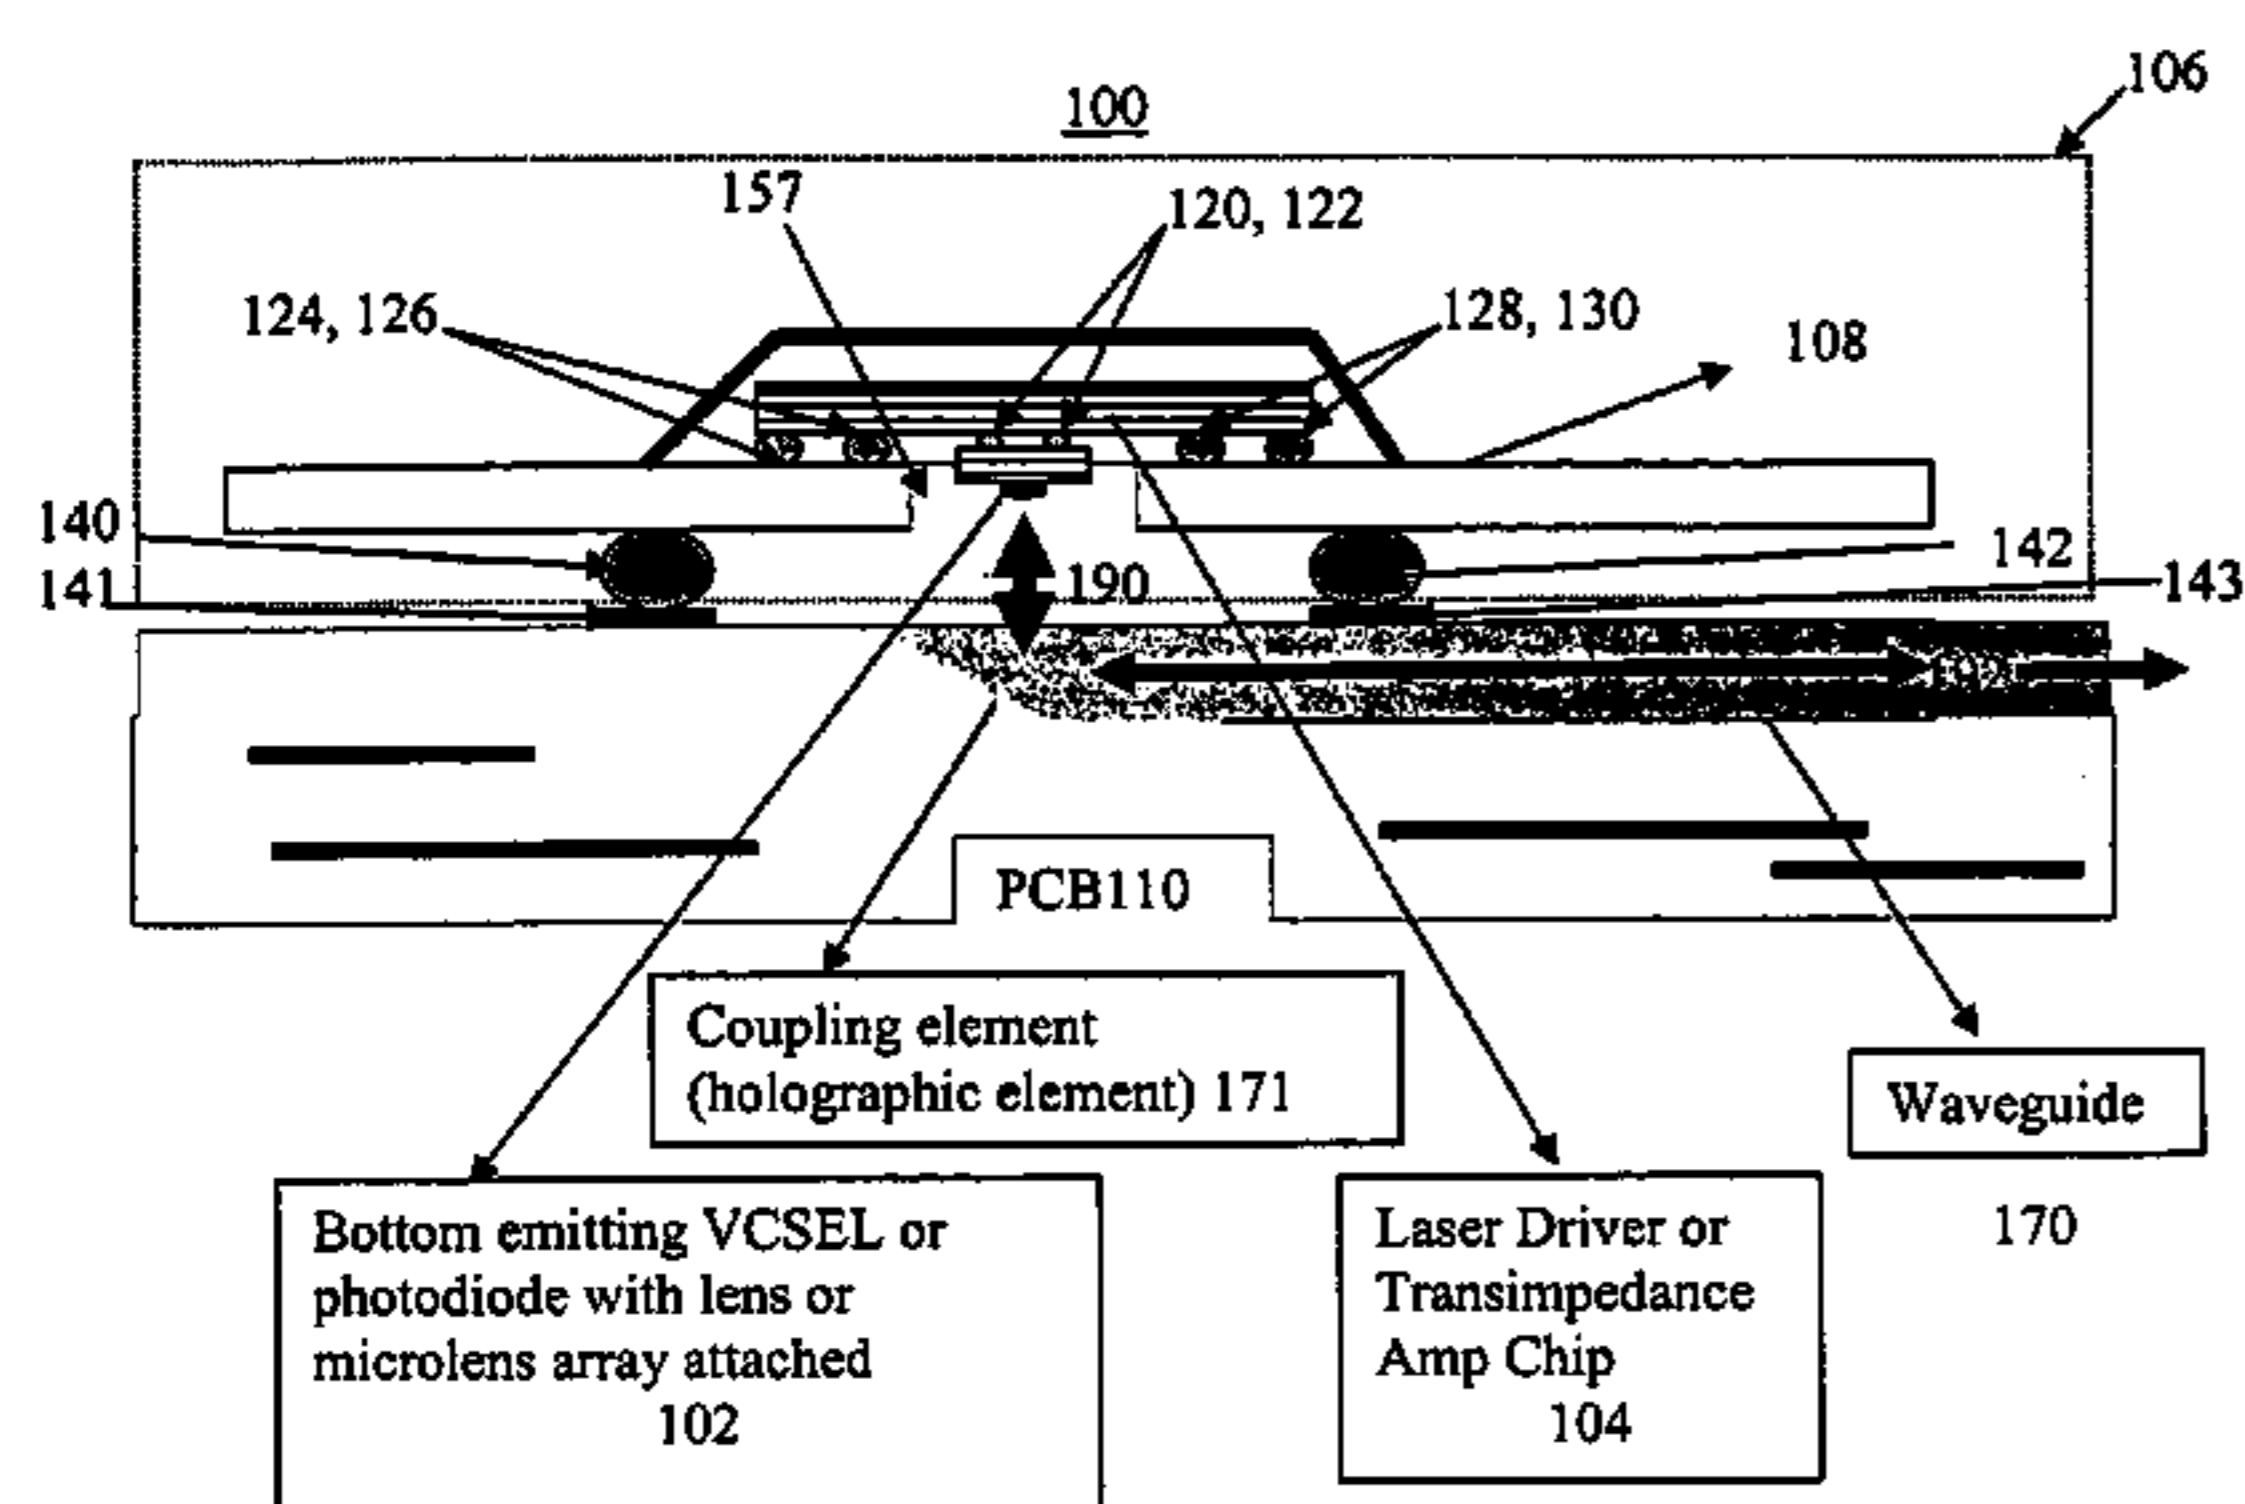 106
100
157
120, 122
124, 126
128, 130
108
140
142
141
190
143
PCB110
Coupling element
(holographic element) 171
Waveguide
170
Bottom emitting VCSEL or
photodiode with lens or
microlens array attached
102
Laser Driver or
Transimpedance
Amp Chip
104